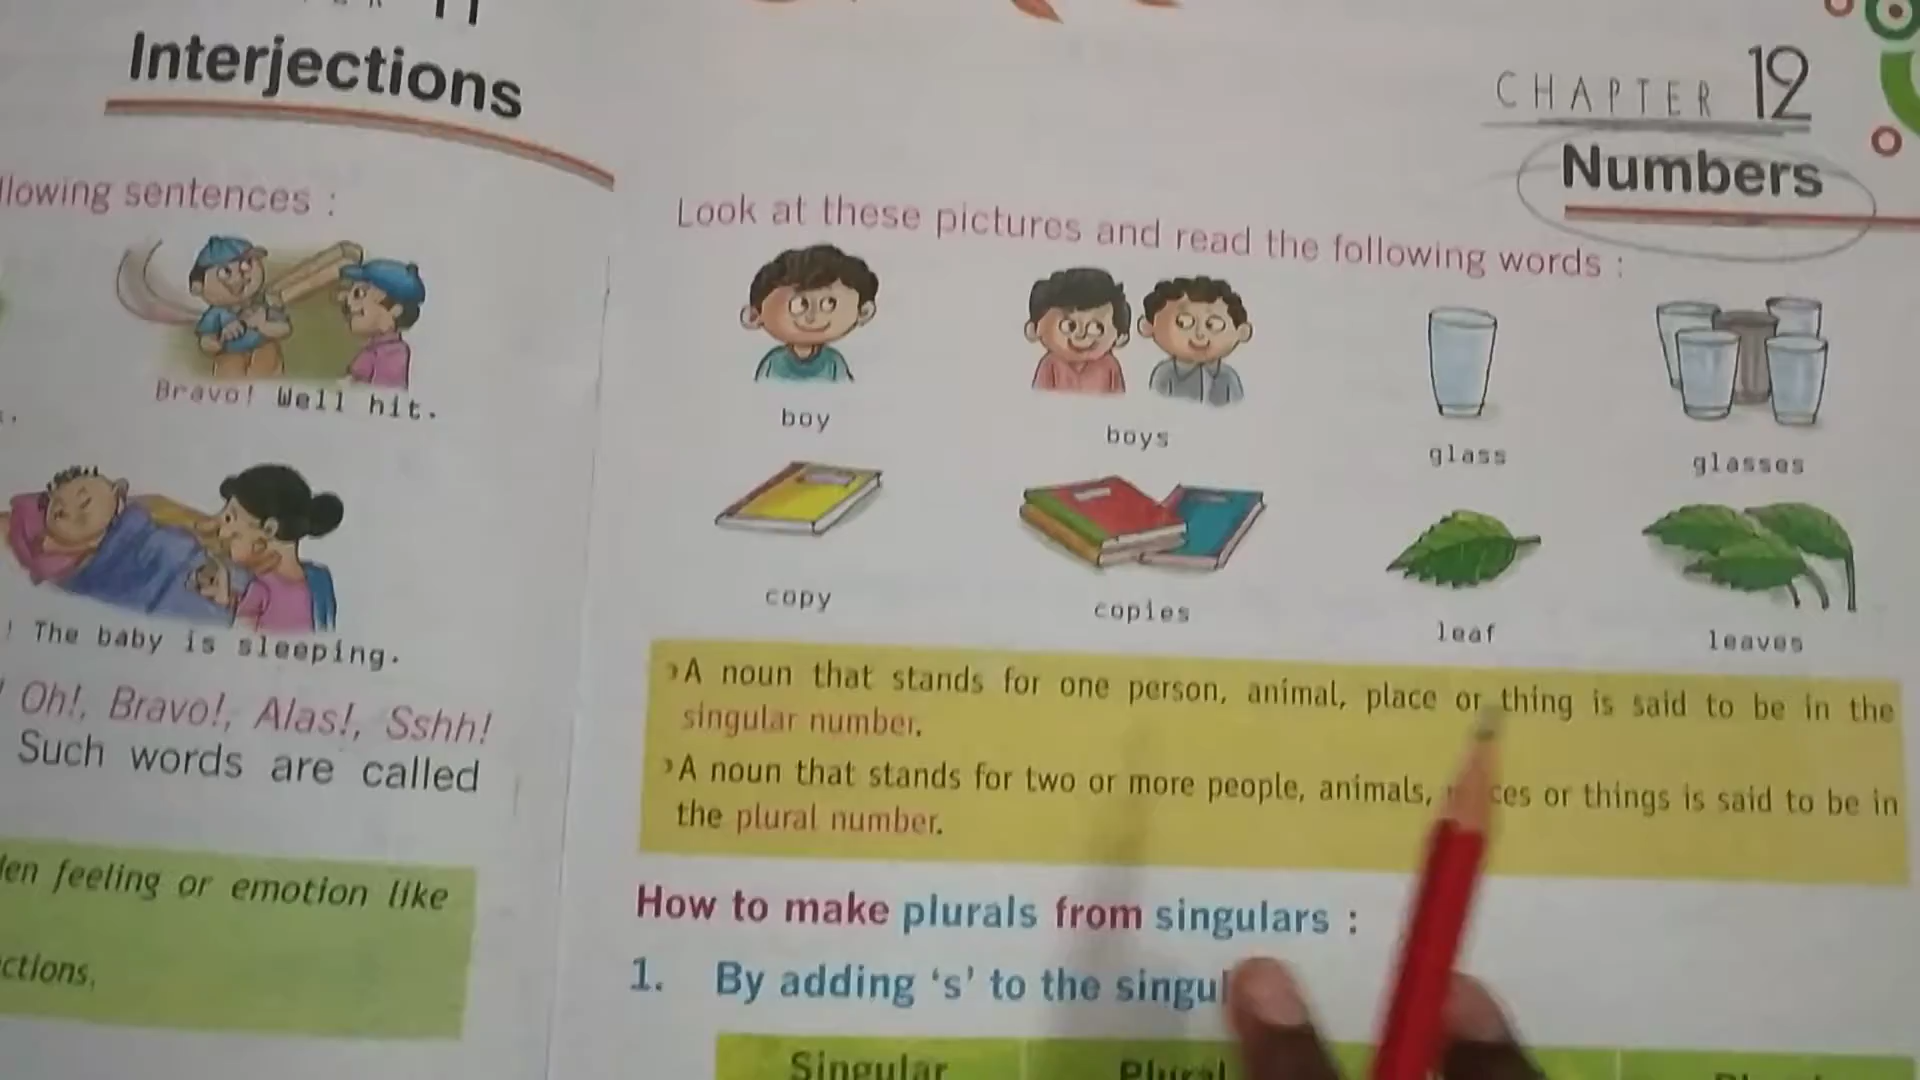 11
Interjections
llowing sentences :
Bravo! Well hit.
! The baby is sleeping.
Oh!, Bravo!, Alas!, Sshh!
Such words are called
den feeling or emotion like
ctions,
CHAPTER 12
Numbers
Look at these pictures and read the following words :
boy boys glass glasses
copy copies leaf leaves
A noun that stands for one person, animal, place or thing is said to be in the
singular number.
A noun that stands for two or more people, animals, ces or things is said to be in
the plural number.
How to make plurals from singulars :
1. By adding ‘s’ to the singul
Singular Plural